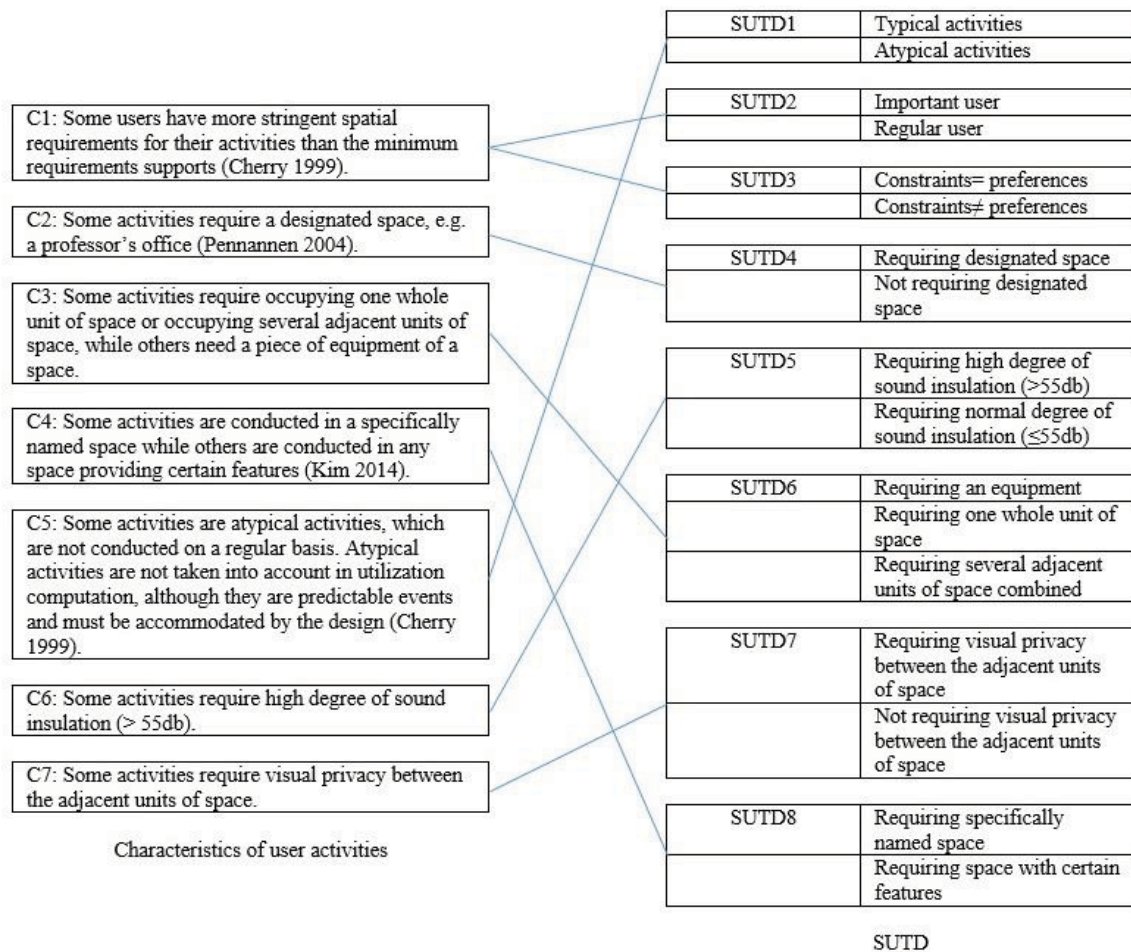 C1: Some users have more stringent spatial
requirements for their activities than the minimum
requirements supports (Cherry 1999).
C2: Some activities require a designated space, e.g.
a professor’s office (Pennannen 2004).
C3: Some activities require occupying one whole
unit of space or occupying several adjacent units of
space, while others need a piece of equipment of a
space.
C4: Some activities are conducted in a specifically
named space while others are conducted in any
space providing certain features (Kim 2014).
C5: Some activities are atypical activities, which
are not conducted on a regular basis. Atypical
activities are not taken into account in utilization
computation, although they are predictable events
and must be accommodated by the design (Cherry
1999).
C6: Some activities require high degree of sound
insulation (> 55db).
C7: Some activities require visual privacy between
the adjacent units of space.
Characteristics of user activities
SUTD1 Typical activities
Atypical activities
SUTD2 Important user
Regular user
SUTD3 Constraints= preferences
Constraints≠ preferences
SUTD4 Requiring designated space
Not requiring designated
space
SUTD5 Requiring high degree of
sound insulation (>55db)
Requiring normal degree of
sound insulation (≤55db)
SUTD6 Requiring an equipment
Requiring one whole unit of
space
Requiring several adjacent
units of space combined
SUTD7 Requiring visual privacy
between the adjacent units
of space
Not requiring visual privacy
between the adjacent units
of space
SUTD8 Requiring specifically
named space
Requiring space with certain
features
SUTD